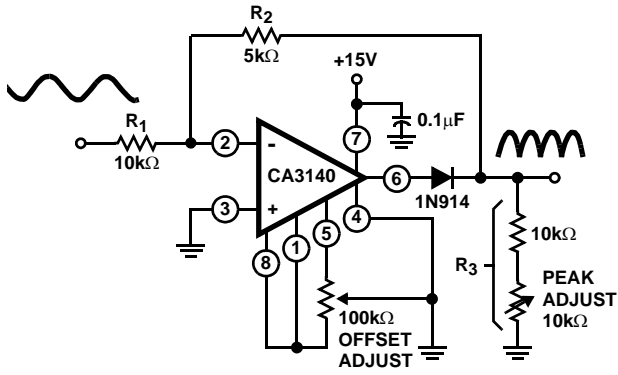 R2
5kΩ
+15V
0.1μF
R1
10kΩ
2
-
7
CA3140
6
1N914
3
+
4
5
1
8
10kΩ
R3
PEAK
ADJUST
10kΩ
100kΩ
OFFSET
ADJUST